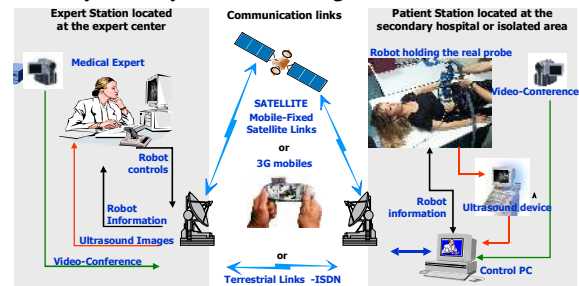 Expert Station located
at the expert center
Medical Expert
Robot
controls
Robot
Information
Ultrasound Images
Video-Conference
Communication links
SATELLITE
Mobile-Fixed
Satellite Links
or
3G mobiles
or
Terrestrial Links -ISDN
Patient Station located at the
secondary hospital or isolated area
Robot holding the real probe
Video-Conference
Robot
information
Ultrasound device
Control PC